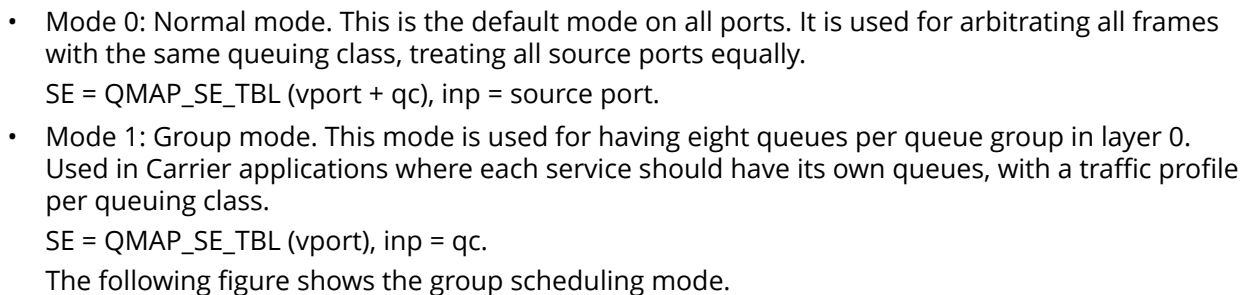 • Mode 0: Normal mode. This is the default mode on all ports. It is used for arbitrating all frames
with the same queuing class, treating all source ports equally.
SE = QMAP_SE_TBL (vport + qc), inp = source port.
• Mode 1: Group mode. This mode is used for having eight queues per queue group in layer 0.
Used in Carrier applications where each service should have its own queues, with a traffic profile
per queuing class.
SE = QMAP_SE_TBL (vport), inp = qc.
The following figure shows the group scheduling mode.